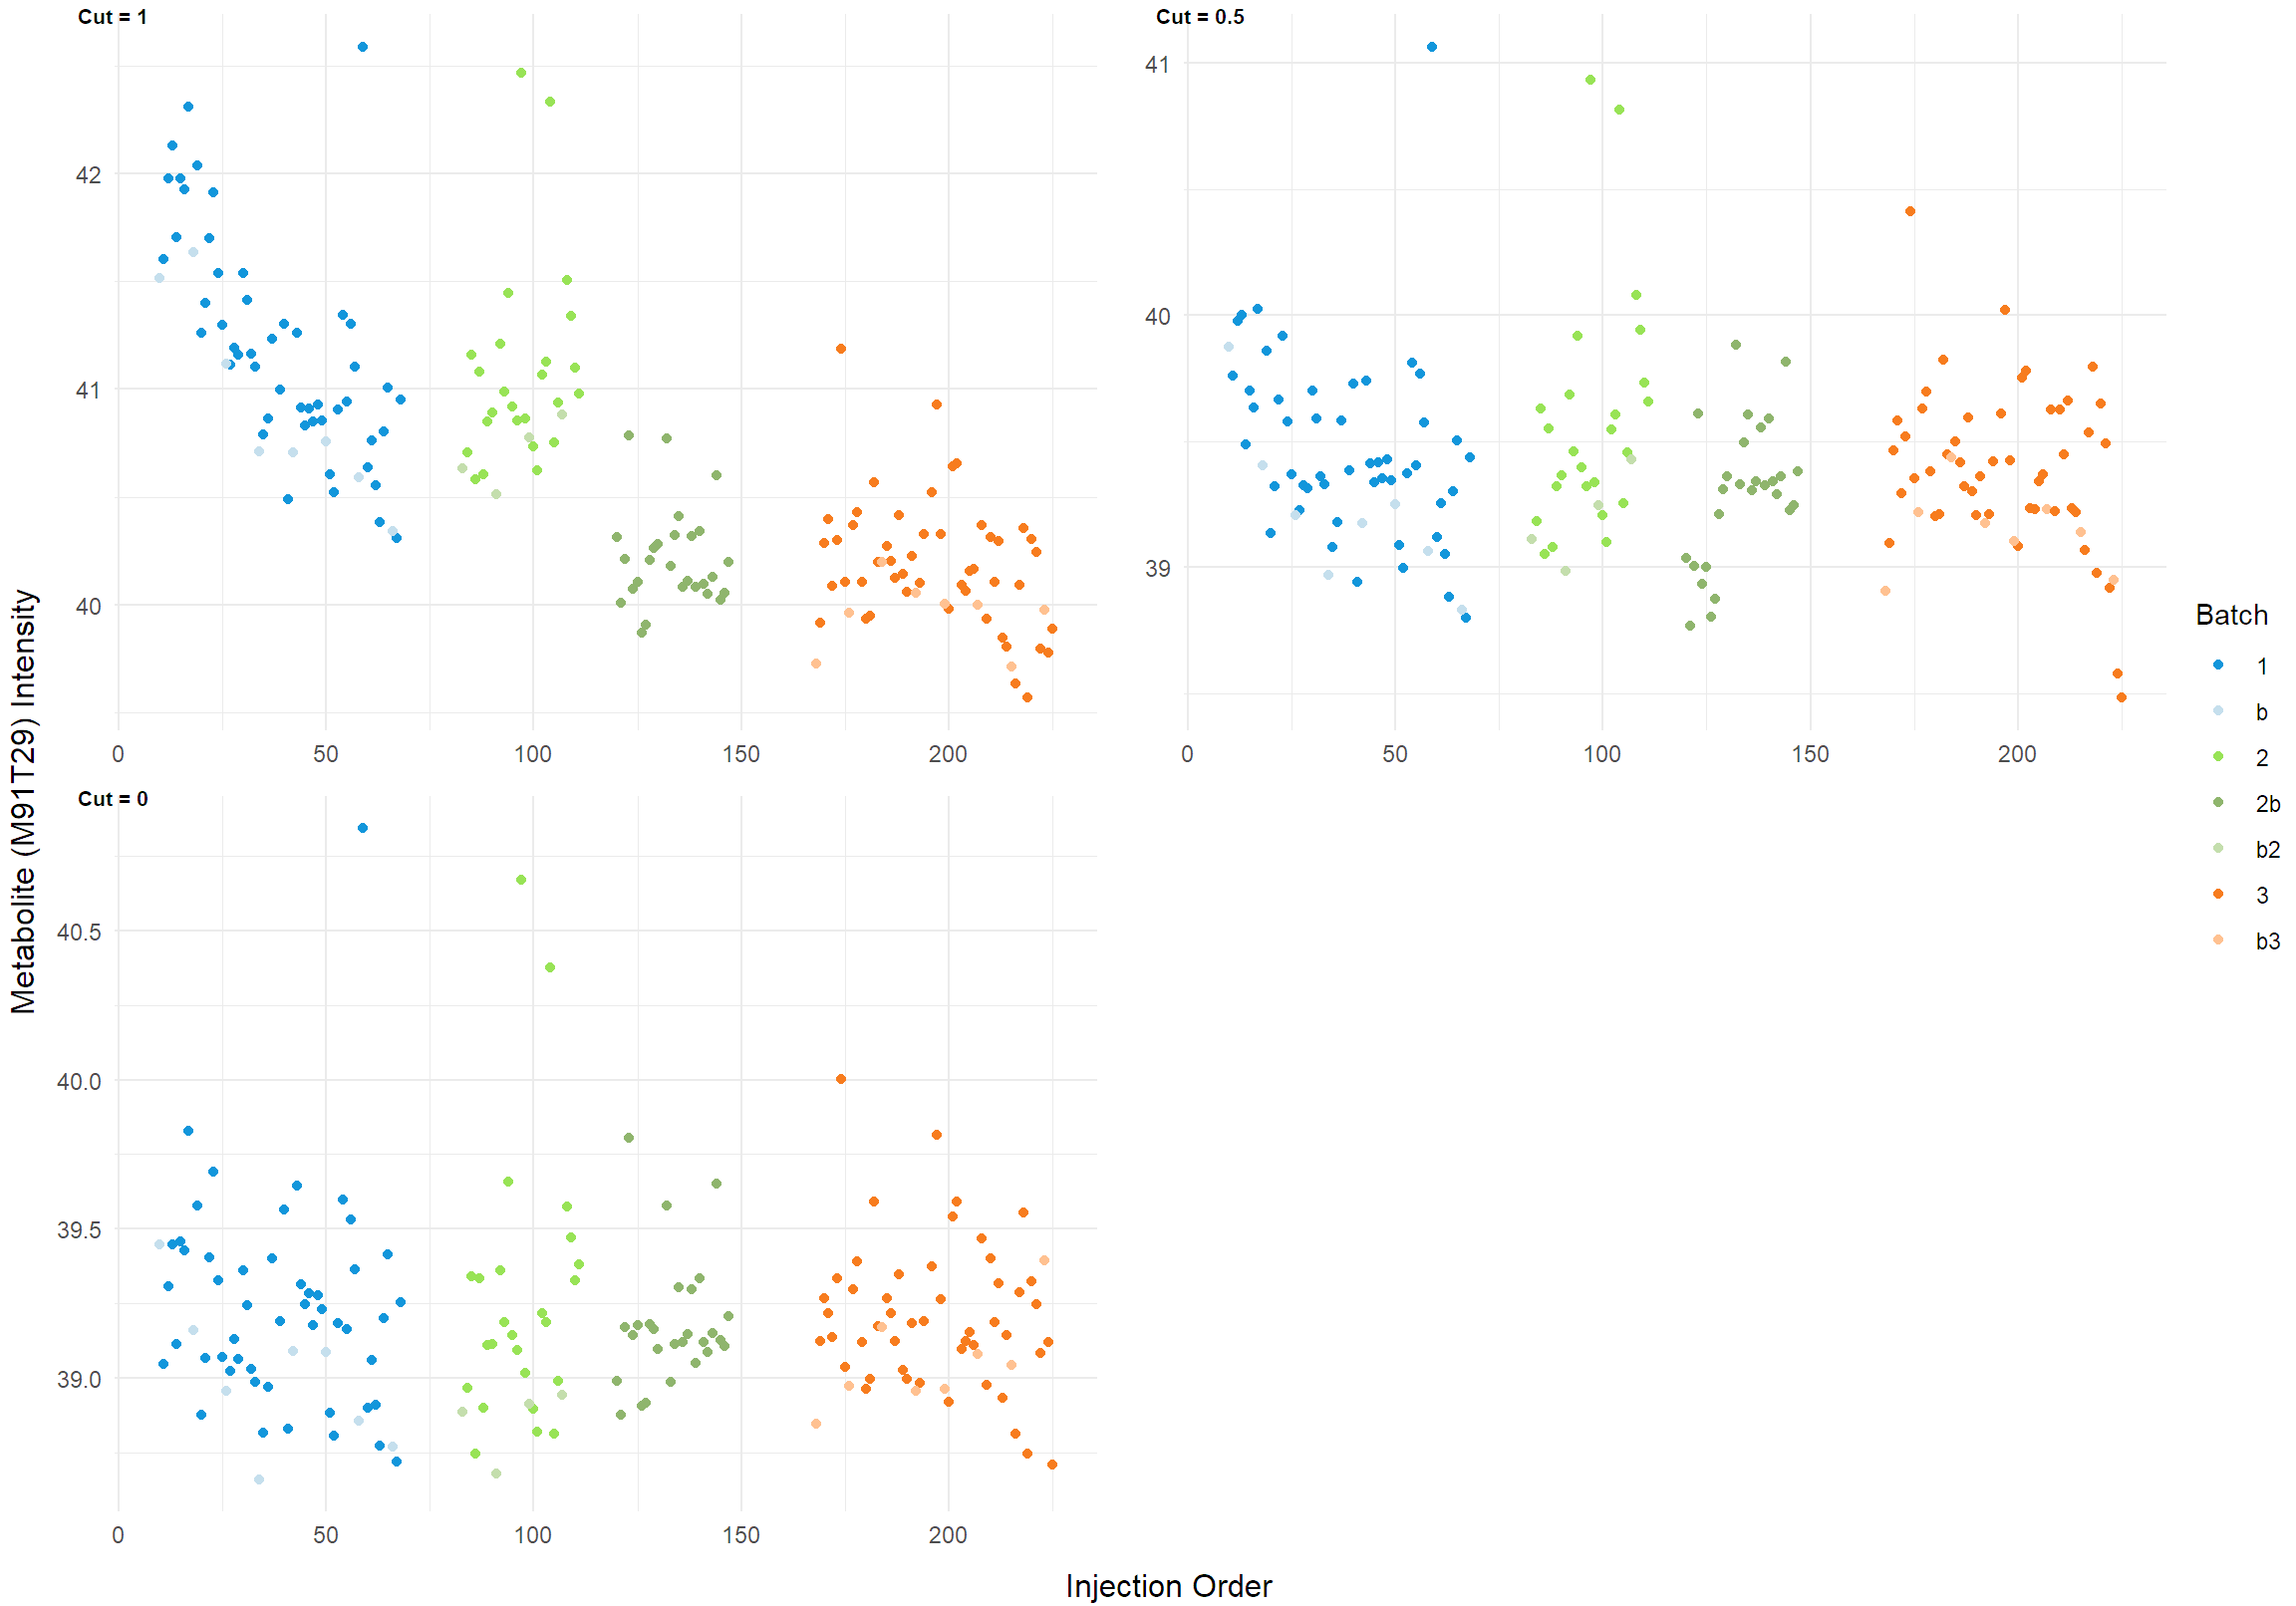 Cut = 1
42
41
40
0 50 100 150 200
Cut = 0.5
41
40
39
0 50 100 150 200
Cut = 0
40.5
40.0
39.5
39.0
0 50 100 150 200
Metabolite (M91T29) Intensity
Injection Order
Batch
1
b
2
2b
b2
3
b3